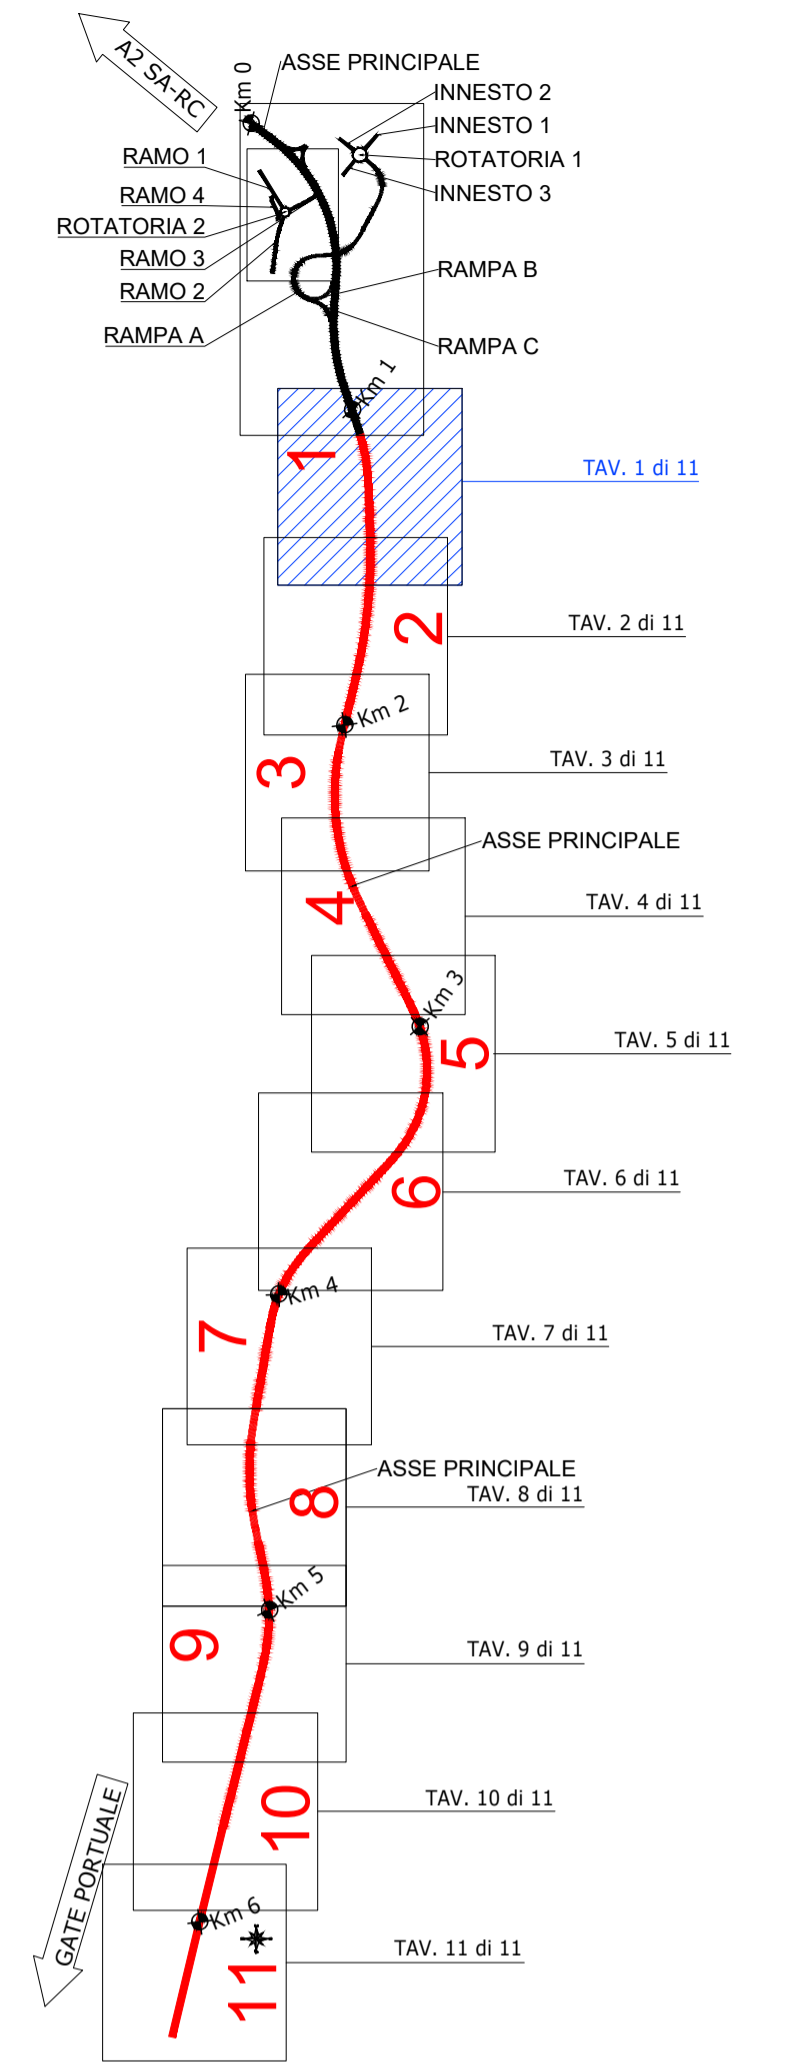 A2 SA-RC
Km 0
ASSE PRINCIPALE
INNESTO 2
INNESTO 1
ROTATORIA 1
INNESTO 3
RAMO 1
RAMO 4
ROTATORIA 2
RAMO 3
RAMO 2
RAMPA B
RAMPA A
RAMPA C
Km 1
1
TAV. 1 di 11
2
TAV. 2 di 11
Km 2
3
TAV. 3 di 11
ASSE PRINCIPALE
4
TAV. 4 di 11
Km 3
5
TAV. 5 di 11
6
TAV. 6 di 11
Km 4
7
TAV. 7 di 11
ASSE PRINCIPALE
8
TAV. 8 di 11
Km 5
9
TAV. 9 di 11
10
TAV. 10 di 11
GATE PORTUALE
Km 6
11
TAV. 11 di 11